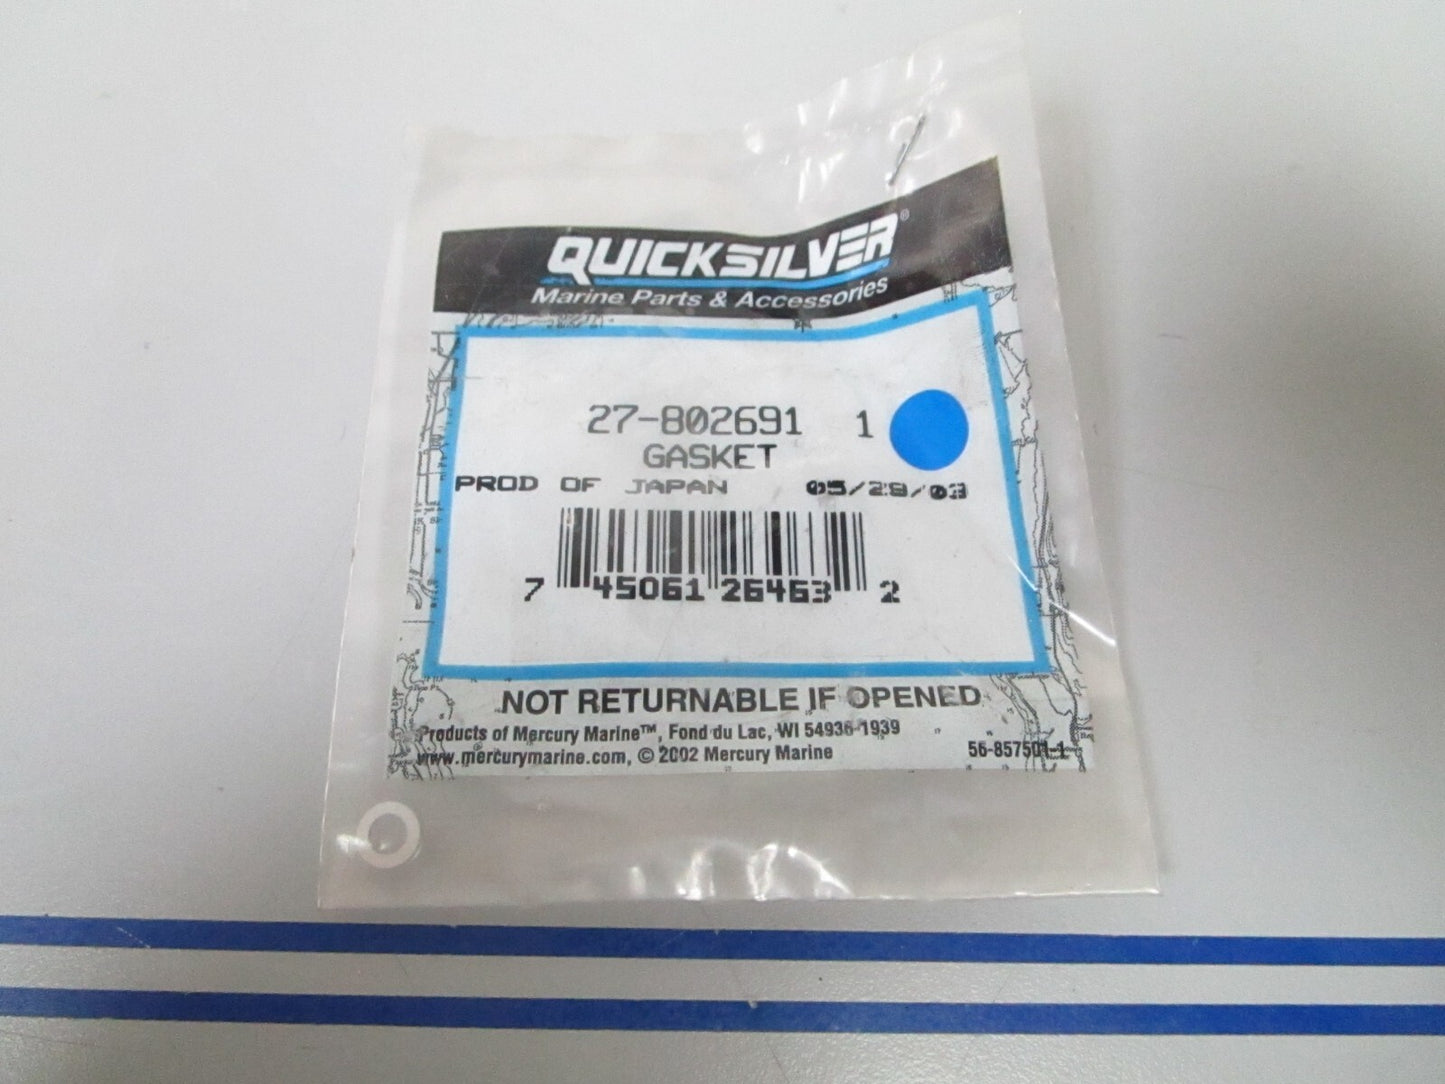 QUICKSILVER®
Marine Parts & Accessories
27-802691 1
GASKET
PROD OF JAPAN 05/29/03
7 45061 26463 2
NOT RETURNABLE IF OPENED
Products of Mercury Marine™, Fond du Lac, WI 54936-1939
www.mercurymarine.com, © 2002 Mercury Marine
56-857501-1